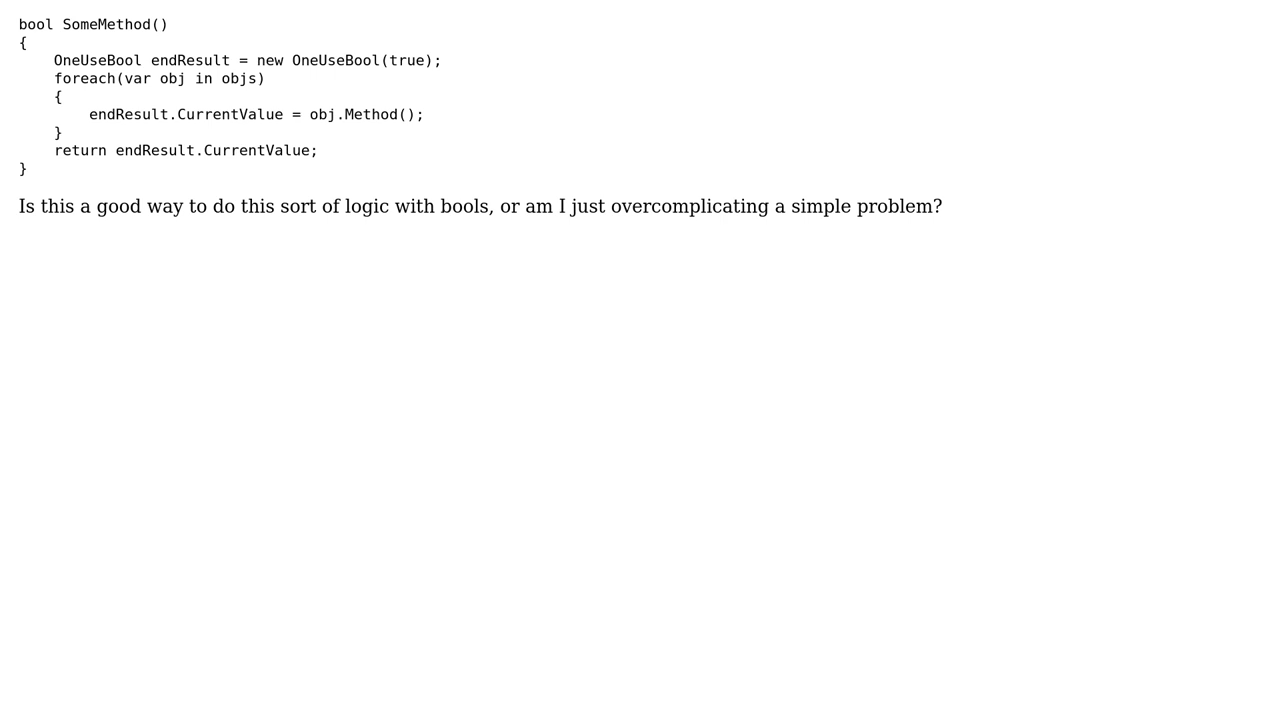 bool SomeMethod()
{
    OneUseBool endResult = new OneUseBool(true);
    foreach(var obj in objs)
    {
        endResult.CurrentValue = obj.Method();
    }
    return endResult.CurrentValue;
}
Is this a good way to do this sort of logic with bools, or am I just overcomplicating a simple problem?